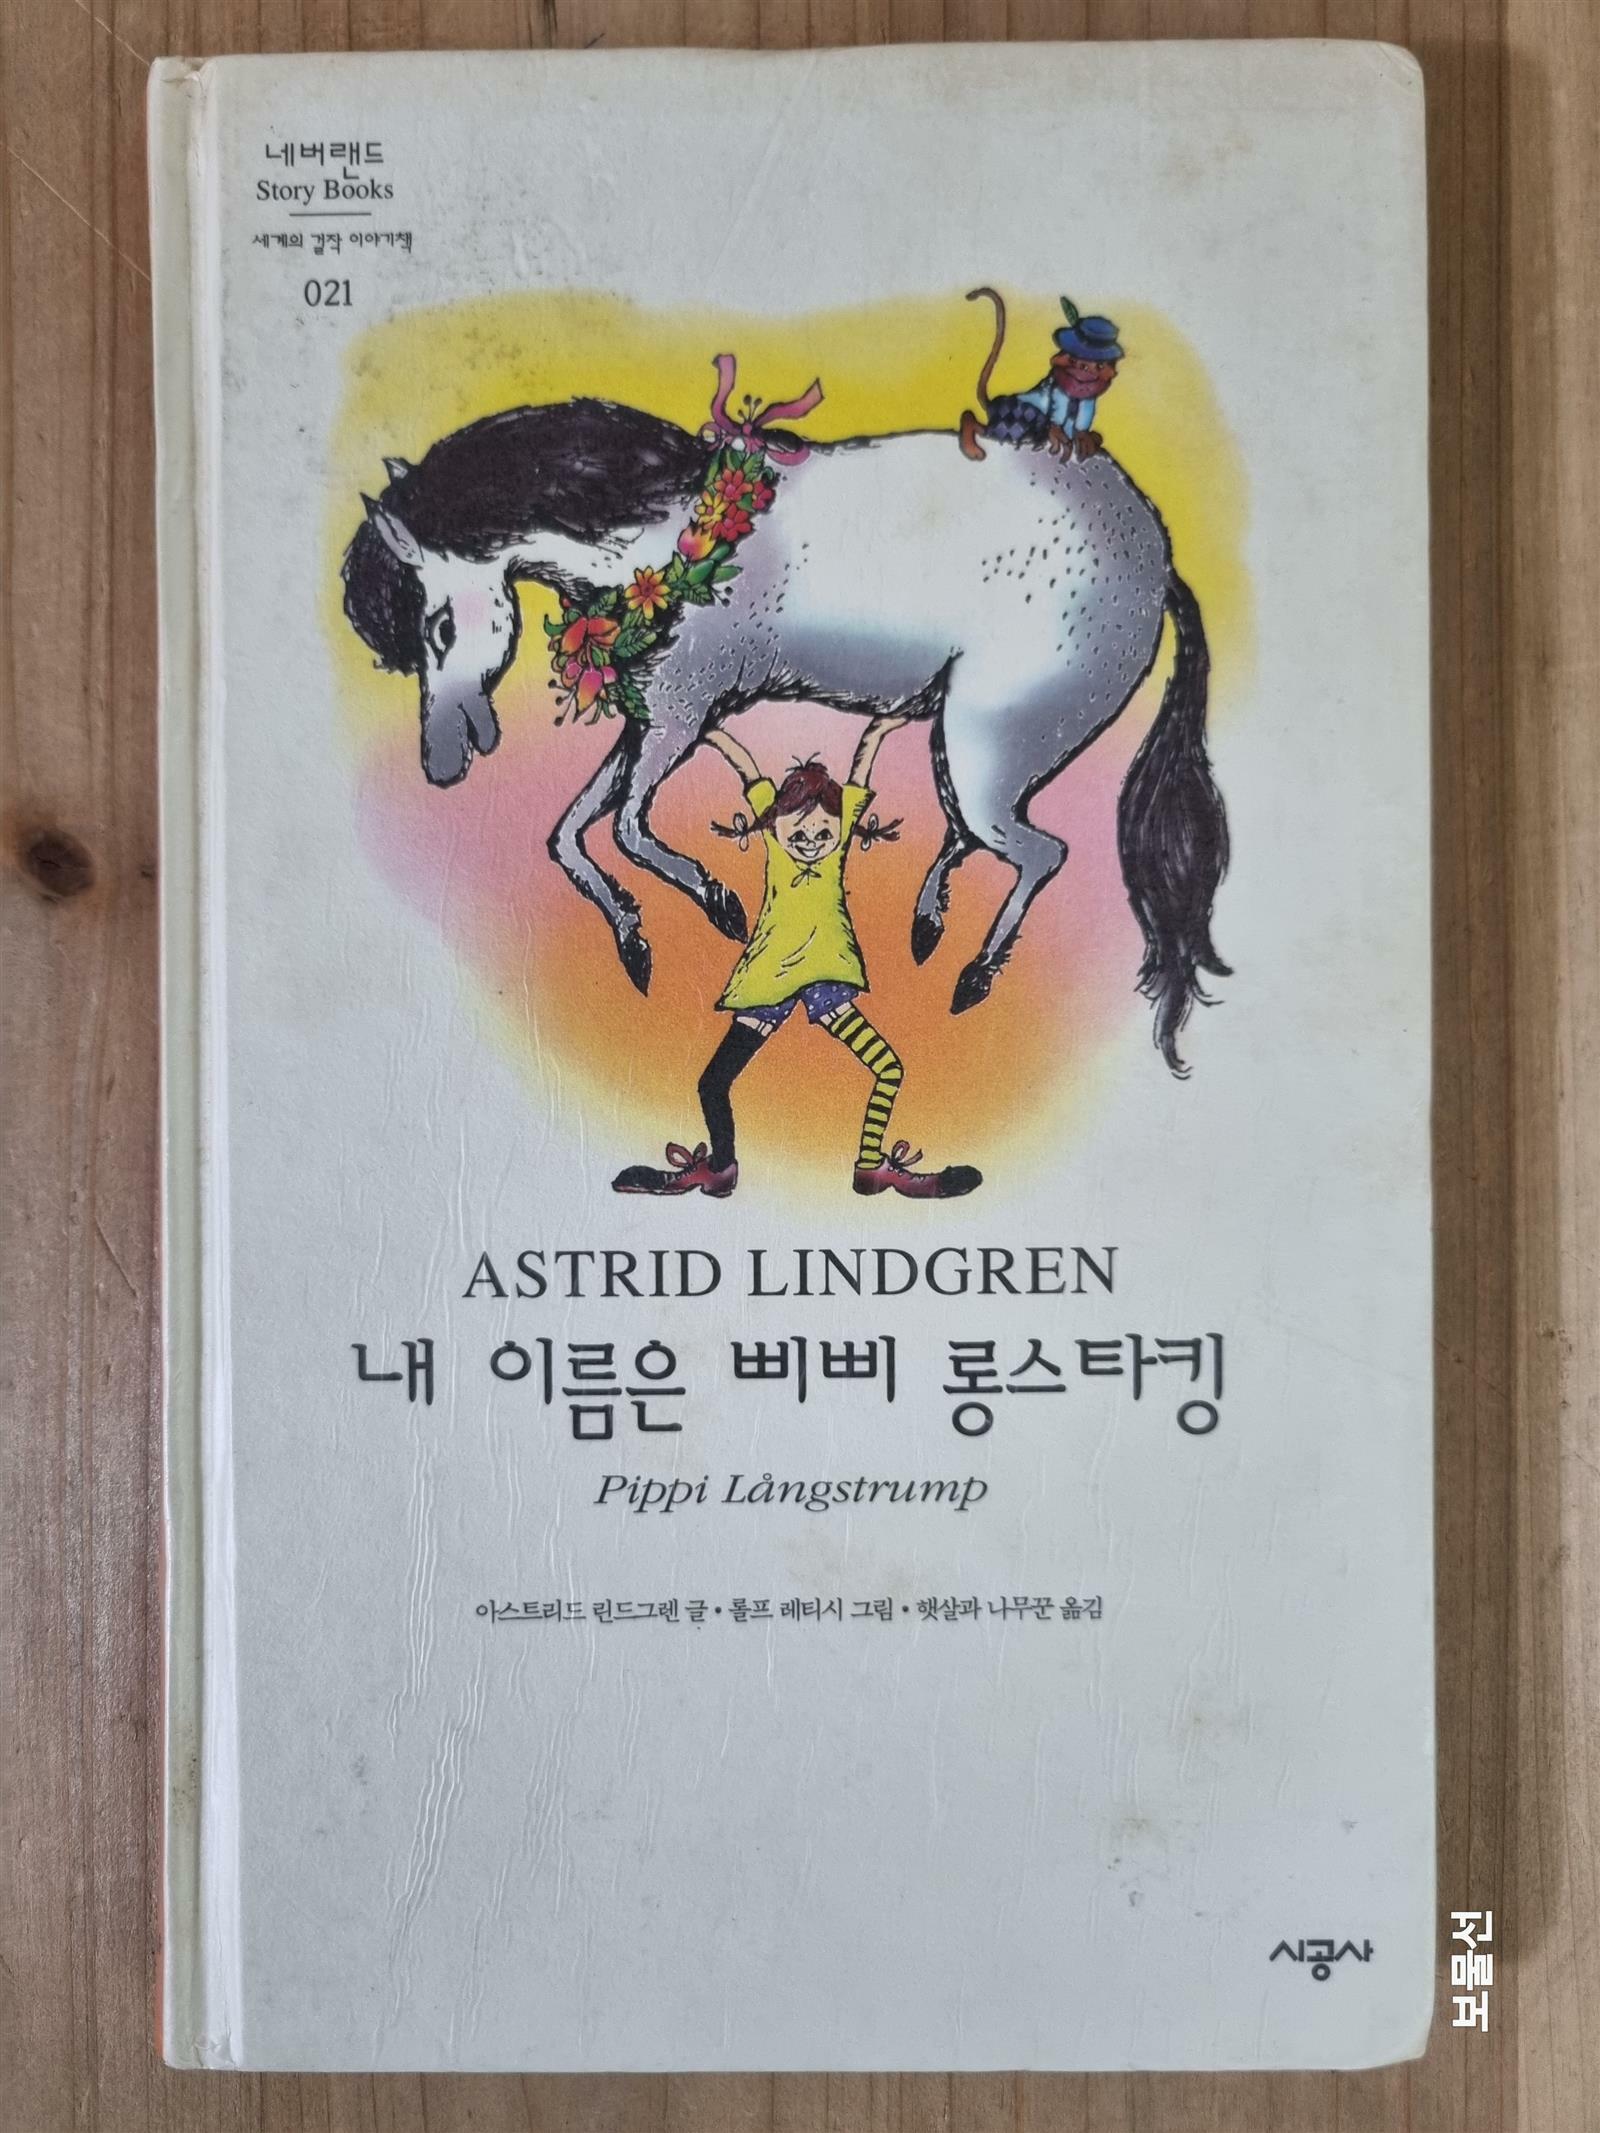 네버랜드
Story Books
세계의 걸작 이야기책
021
ASTRID LINDGREN
내 이름은 삐삐 롱스타킹
Pippi Långstrump
아스트리드 린드그렌 글 • 롤프 레티시 그림 • 햇살과 나무꾼 옮김
시공사
보물선